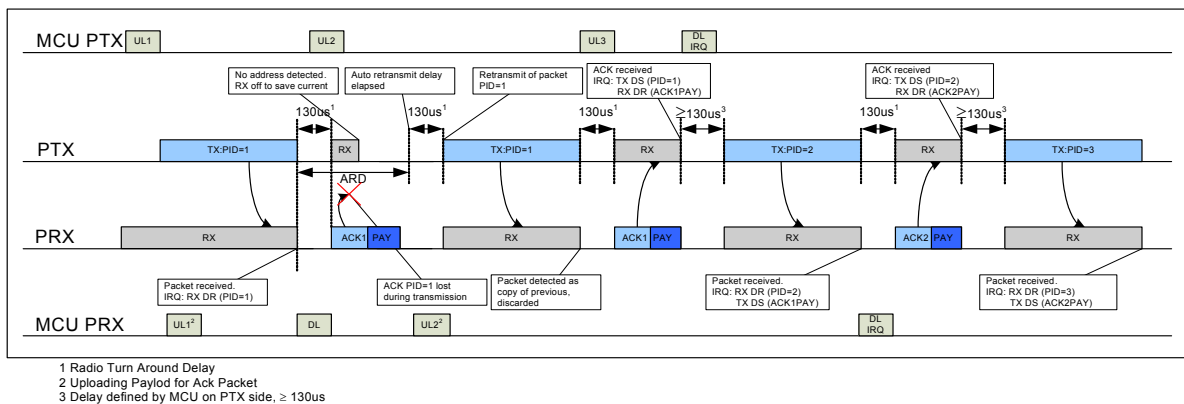 MCU PTX
UL1
UL2
UL3
DL
IRQ
No address detected.
RX off to save current
Auto retransmit delay
elapsed
Retransmit of packet
PID=1
ACK received
IRQ: TX DS (PID=1)
RX DR (ACK1PAY)
ACK received
IRQ: TX DS (PID=2)
RX DR (ACK2PAY)
130us¹
130us¹
130us¹
≥130us³
130us¹
≥130us³
PTX
TX:PID=1
RX
TX:PID=1
RX
TX:PID=2
RX
TX:PID=3
ARD
PRX
RX
ACK1
PAY
RX
ACK1
PAY
RX
ACK2
PAY
RX
Packet received.
IRQ: RX DR (PID=1)
ACK PID=1 lost
during transmission
Packet detected as
copy of previous,
discarded
Packet received.
IRQ: RX DR (PID=2)
TX DS (ACK1PAY)
Packet received.
IRQ: RX DR (PID=3)
TX DS (ACK2PAY)
MCU PRX
UL1²
DL
UL2²
DL
IRQ
1 Radio Turn Around Delay
2 Uploading Paylod for Ack Packet
3 Delay defined by MCU on PTX side, ≥ 130us